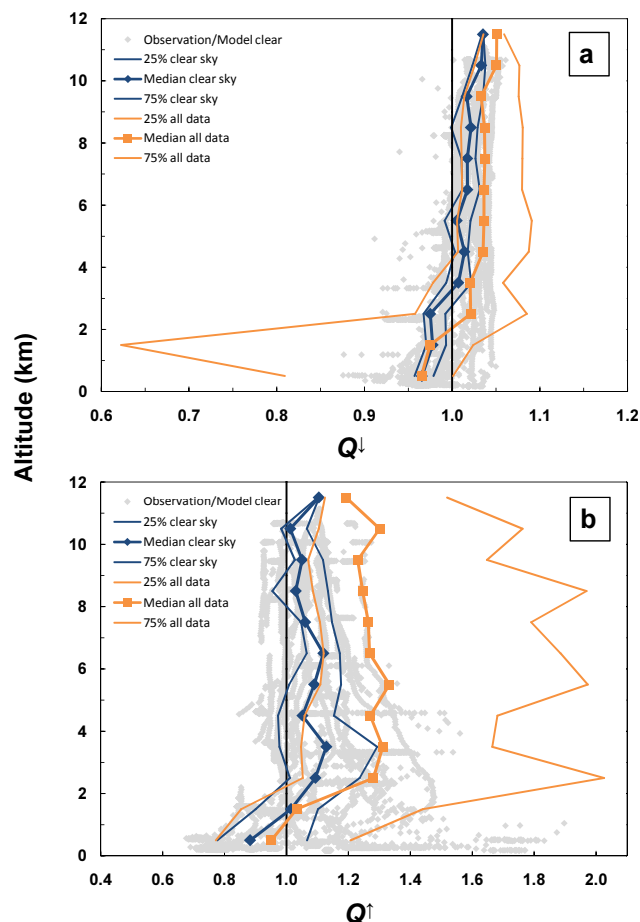 12
10
8
6
4
2
0
Observation/Model clear
25% clear sky
Median clear sky
75% clear sky
25% all data
Median all data
75% all data
a
0.6 0.7 0.8 0.9 1.0 1.1 1.2
Q↓
Altitude (km)
12
10
8
6
4
2
0
Observation/Model clear
25% clear sky
Median clear sky
75% clear sky
25% all data
Median all data
75% all data
b
0.4 0.6 0.8 1.0 1.2 1.4 1.6 1.8 2.0
Q↑